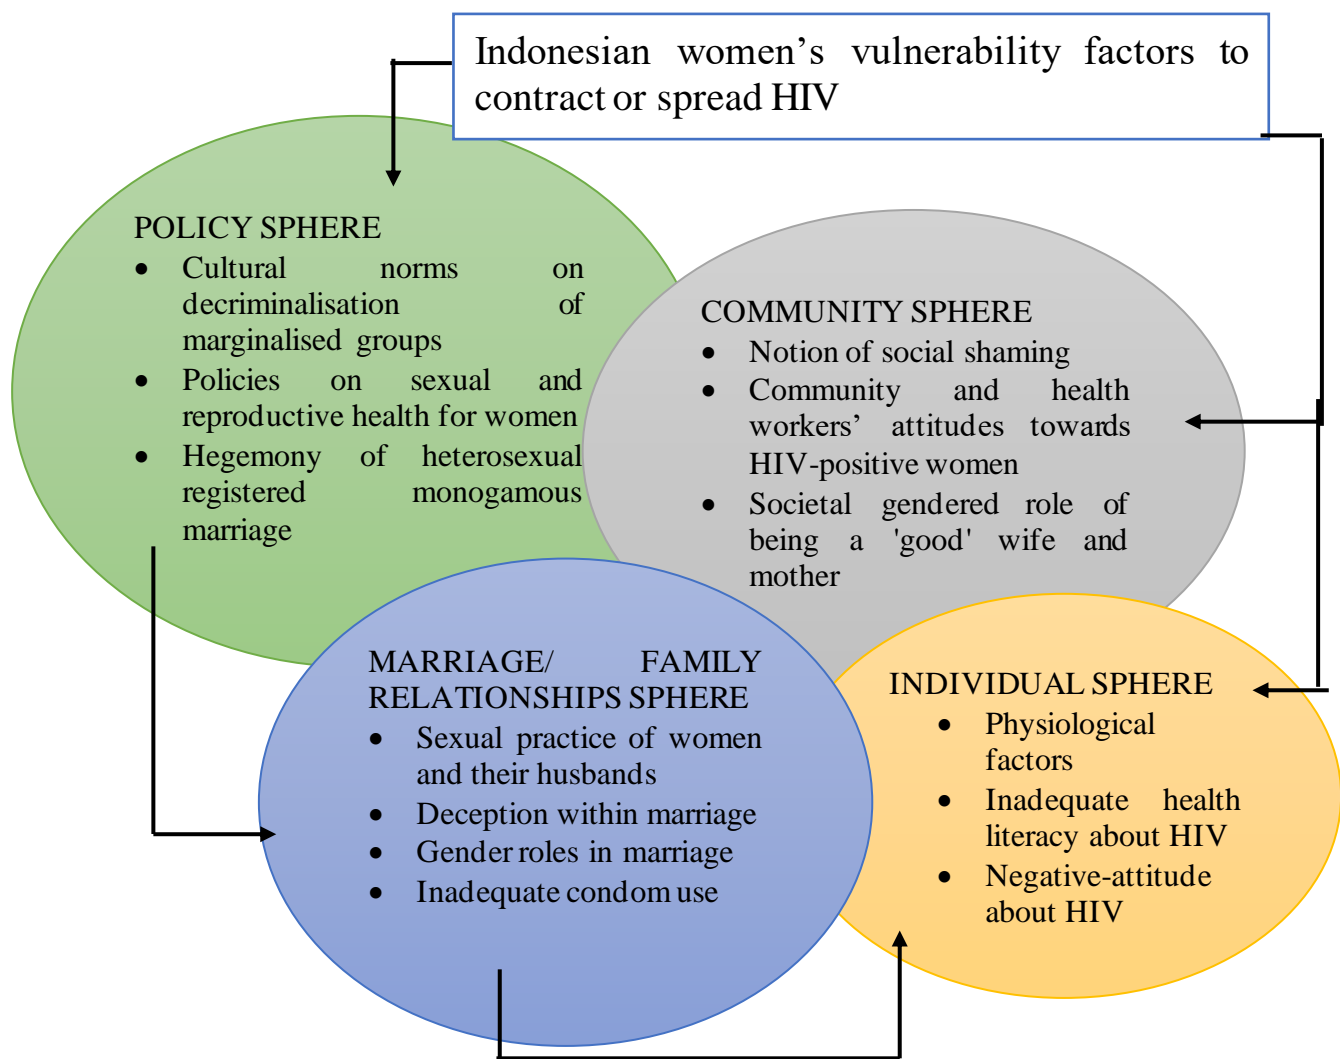 Indonesian women’s vulnerability factors to
contract or spread HIV
POLICY SPHERE
• Cultural norms on
decriminalisation of
marginalised groups
• Policies on sexual and
reproductive health for women
• Hegemony of heterosexual
registered monogamous
marriage
COMMUNITY SPHERE
• Notion of social shaming
• Community and health
workers’ attitudes towards
HIV-positive women
• Societal gendered role of
being a 'good' wife and
mother
MARRIAGE/ FAMILY
RELATIONSHIPS SPHERE
• Sexual practice of women
and their husbands
• Deception within marriage
• Gender roles in marriage
• Inadequate condom use
INDIVIDUAL SPHERE
• Physiological
factors
• Inadequate health
literacy about HIV
• Negative-attitude
about HIV